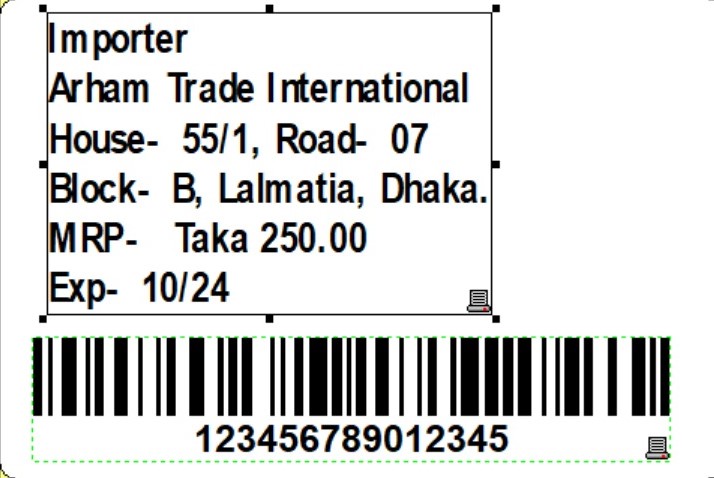 Importer
Arham Trade International
House- 55/1, Road- 07
Block- B, Lalmatia, Dhaka.
MRP- Taka 250.00
Exp- 10/24
123456789012345